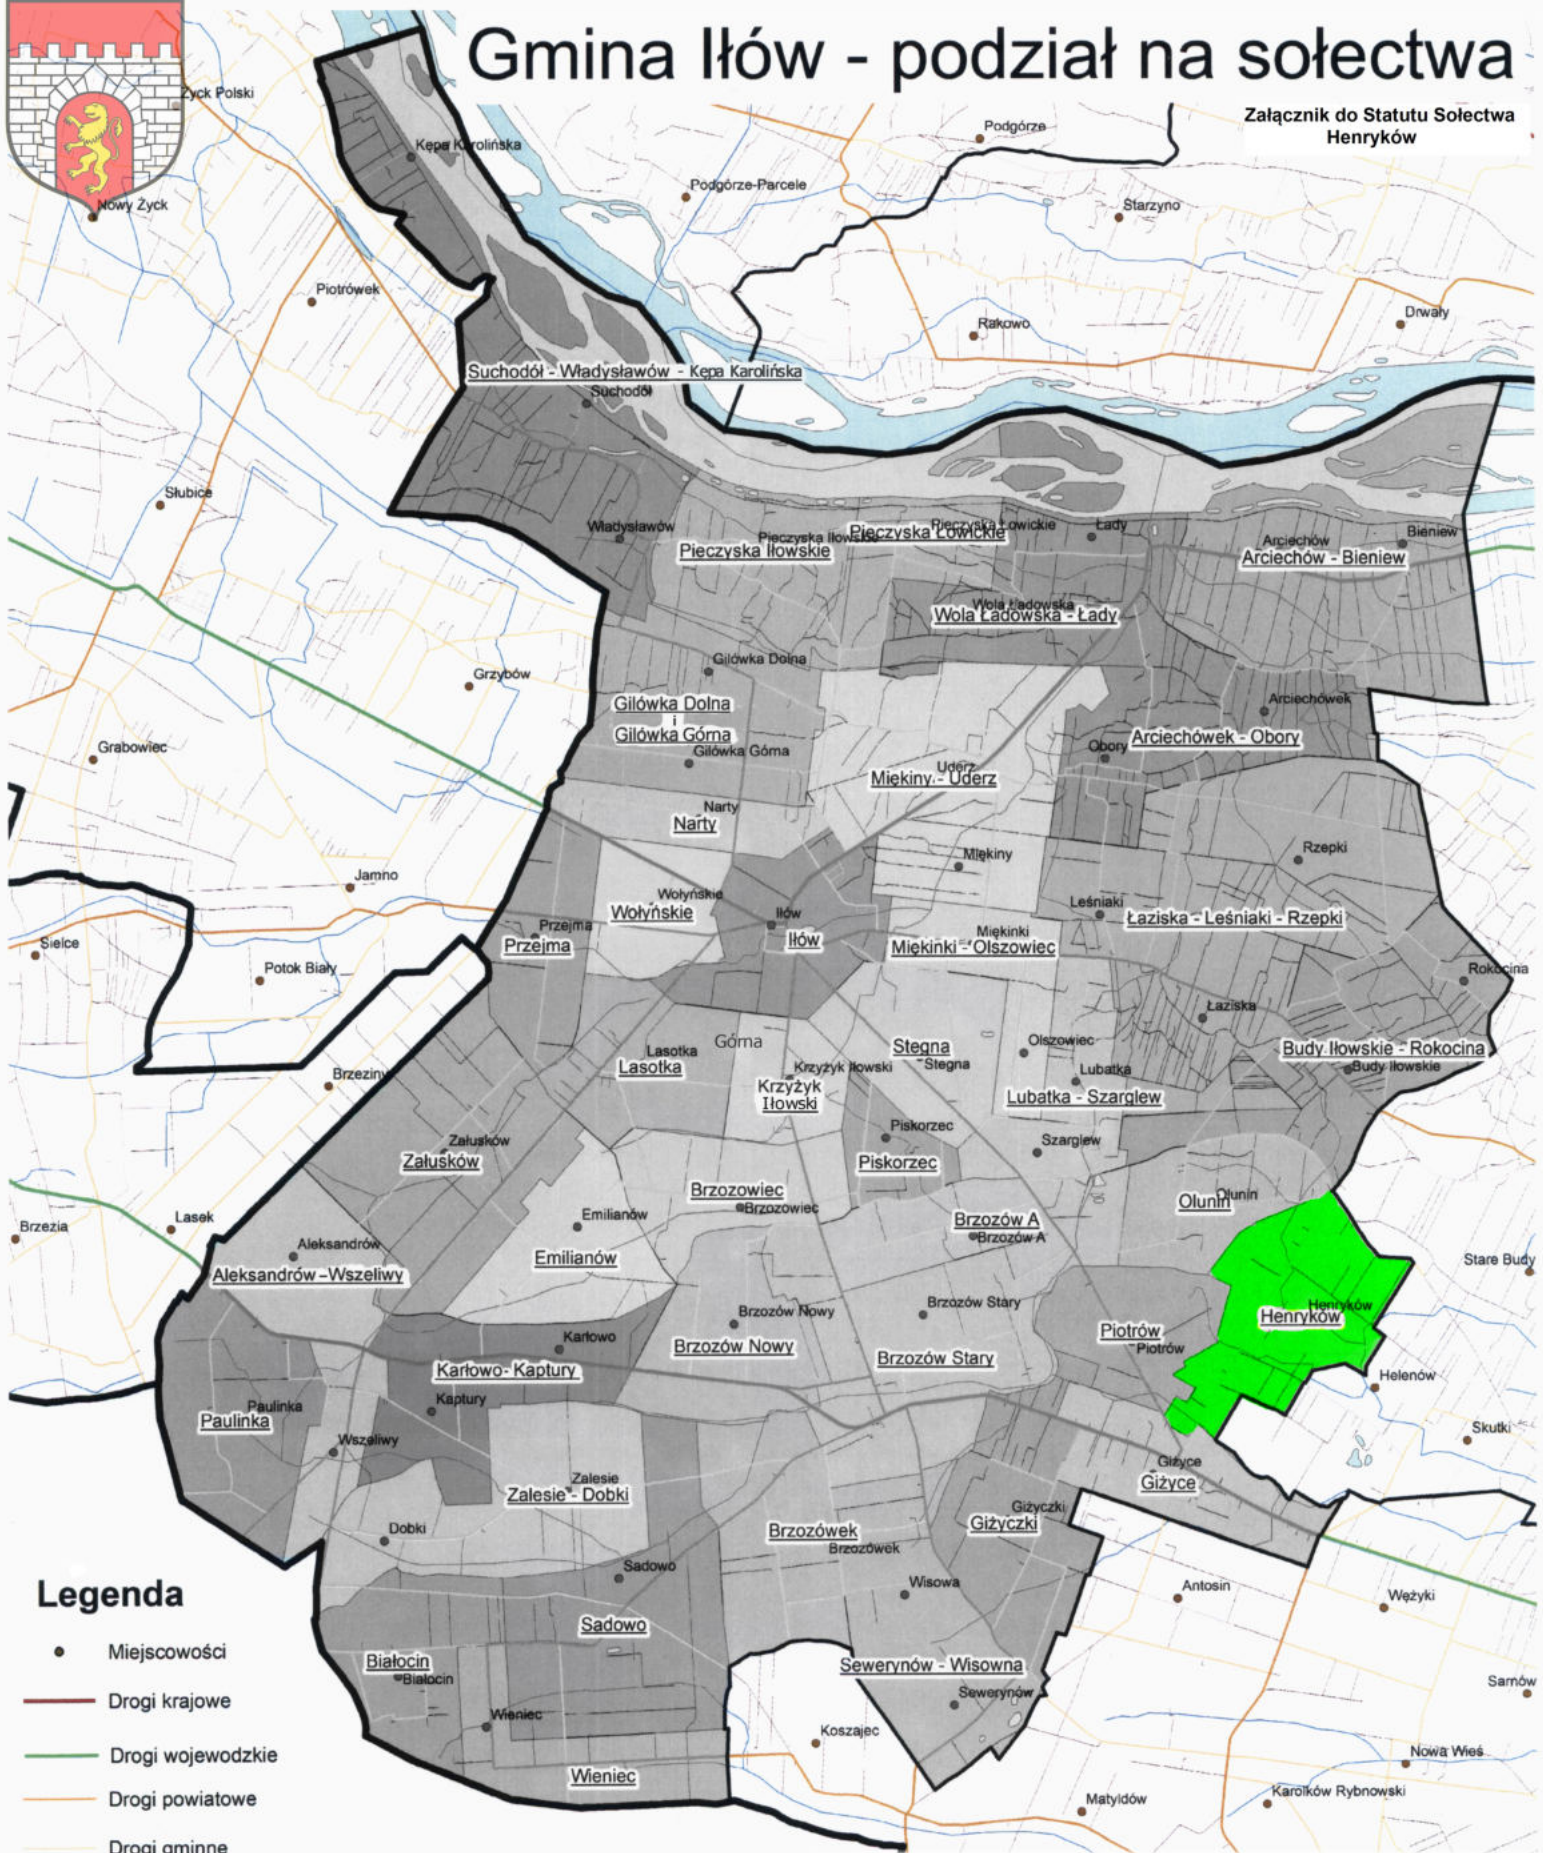 Gmina Iłów - podział na sołectwa
Załącznik do Statutu Sołectwa
Henryków
Życk Polski
Nowy Życk
Kępa Karolińska
Podgórze
Podgórze-Parcele
Starzyno
Piotrówek
Rakowo
Drwały
Suchodół - Władysławów - Kępa Karolińska
Suchodół
Słubice
Władysławów
Pieczyska Iłowskie
Pieczyska Iłowskie
Pieczyska Łowickie
Pieczyska Łowickie
Łady
Arciechów
Bieniew
Arciechów - Bieniew
Wola Ładowska
Wola Ładowska - Łady
Gilówka Dolna
Grzybów
Gilówka Dolna
i
Gilówka Górna
Gilówka Górna
Arciechówek
Arciechówek - Obory
Obory
Grabowiec
Uderz
Miękiny - Uderz
Narty
Narty
Miękiny
Rzepki
Jamno
Wołyńskie
Wołyńskie
Iłów
Iłów
Leśniaki
Łaziska - Leśniaki - Rzepki
Przejma
Przejma
Miękinki
Miękinki - Olszowiec
Sielce
Potok Biały
Rokocina
Łaziska
Górna
Lasotka
Lasotka
Stegna
Stegna
Olszowiec
Budy Iłowskie - Rokocina
Budy Iłowskie
Brzeziny
Krzyżyk Iłowski
Krzyżyk
Iłowski
Lubatka
Lubatka - Szarglew
Załusków
Załusków
Piskorzec
Piskorzec
Szarglew
Brzozowiec
Brzozowiec
Olunin
Olunin
Brzezia
Lasek
Emilianów
Emilianów
Brzozów A
Brzozów A
Aleksandrów
Aleksandrów - Wszeliwy
Stare Budy
Brzozów Nowy
Brzozów Nowy
Brzozów Stary
Brzozów Stary
Henryków
Henryków
Piotrów
Piotrów
Karłowo
Karłowo - Kaptury
Helenów
Kaptury
Paulinka
Paulinka
Skutki
Wszeliwy
Giżyce
Giżyce
Zalesie
Zalesie - Dobki
Dobki
Giżyczki
Giżyczki
Brzozówek
Brzozówek
Sadowo
Sadowo
Wisowa
Antosin
Wężyki
Białocin
Białocin
Sewerynów - Wisowna
Sewerynów
Sarnów
Wieniec
Wieniec
Koszajec
Nowa Wieś
Matyldów
Karolków Rybnowski
Legenda
Miejscowości
Drogi krajowe
Drogi wojewodzkie
Drogi powiatowe
Drogi gminne